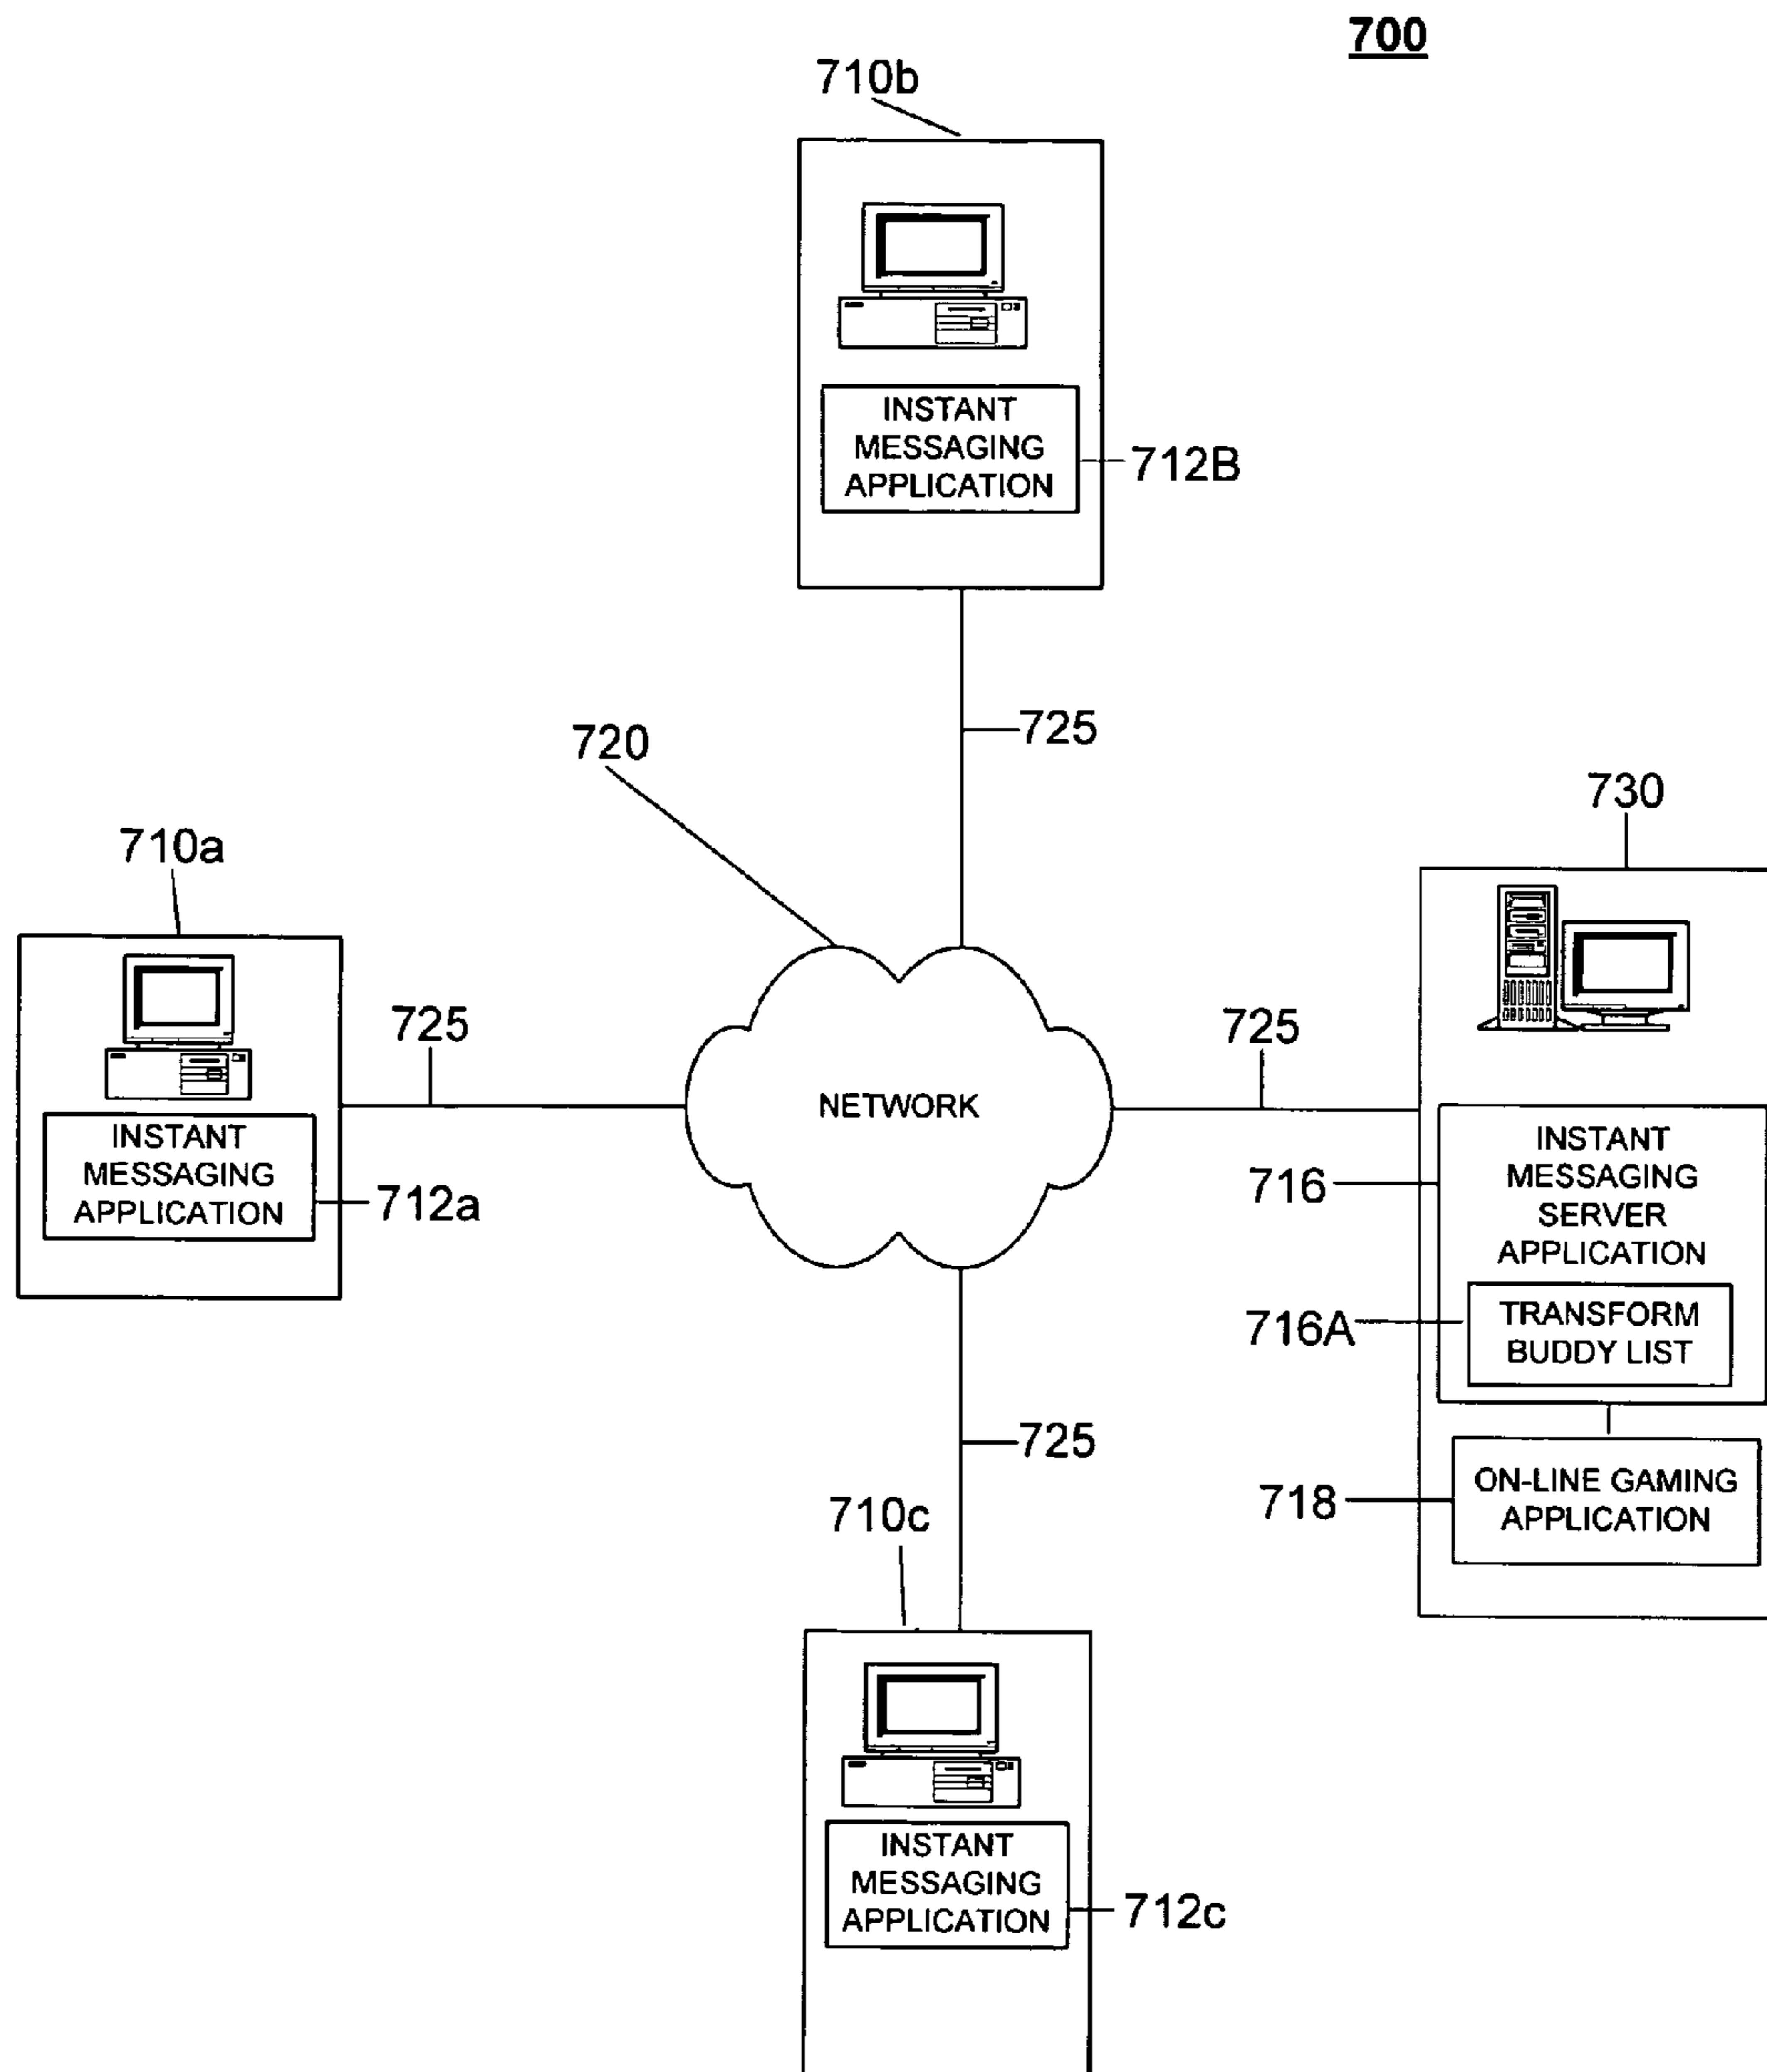 700
710b
INSTANT
MESSAGING
APPLICATION
712B
725
720
730
710a
725
INSTANT
MESSAGING
APPLICATION
712a
NETWORK
725
716
INSTANT
MESSAGING
SERVER
APPLICATION
716A
TRANSFORM
BUDDY LIST
725
718
ON-LINE GAMING
APPLICATION
710c
INSTANT
MESSAGING
APPLICATION
712c